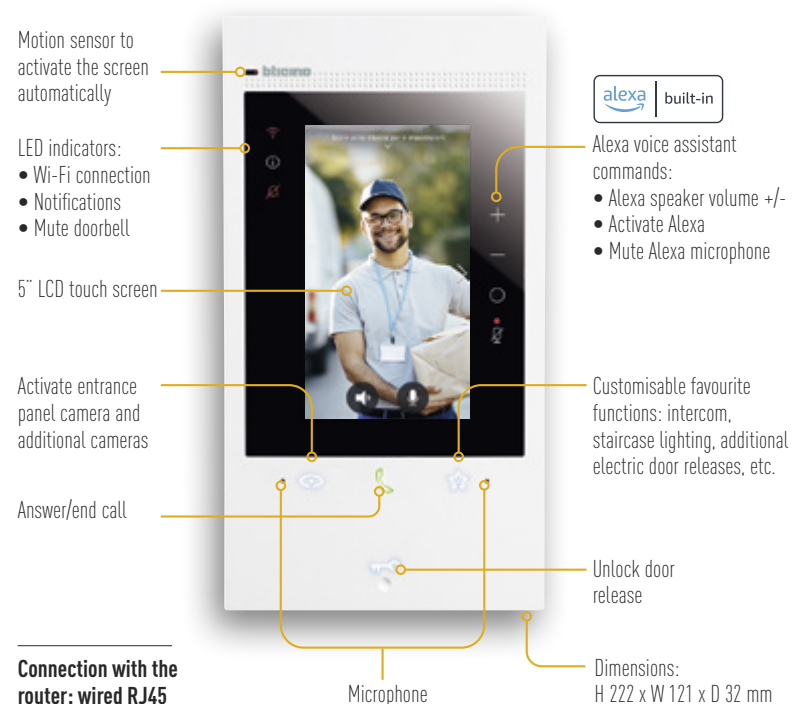 Motion sensor to
activate the screen
automatically
bticino
LED indicators:
• Wi-Fi connection
• Notifications
• Mute doorbell
5¨ LCD touch screen
Activate entrance
panel camera and
additional cameras
Answer/end call
alexa built-in
Alexa voice assistant
commands:
• Alexa speaker volume +/-
• Activate Alexa
• Mute Alexa microphone
Customisable favourite
functions: intercom,
staircase lighting, additional
electric door releases, etc.
Unlock door
release
Connection with the
router: wired RJ45
Microphone
Dimensions:
H 222 x W 121 x D 32 mm